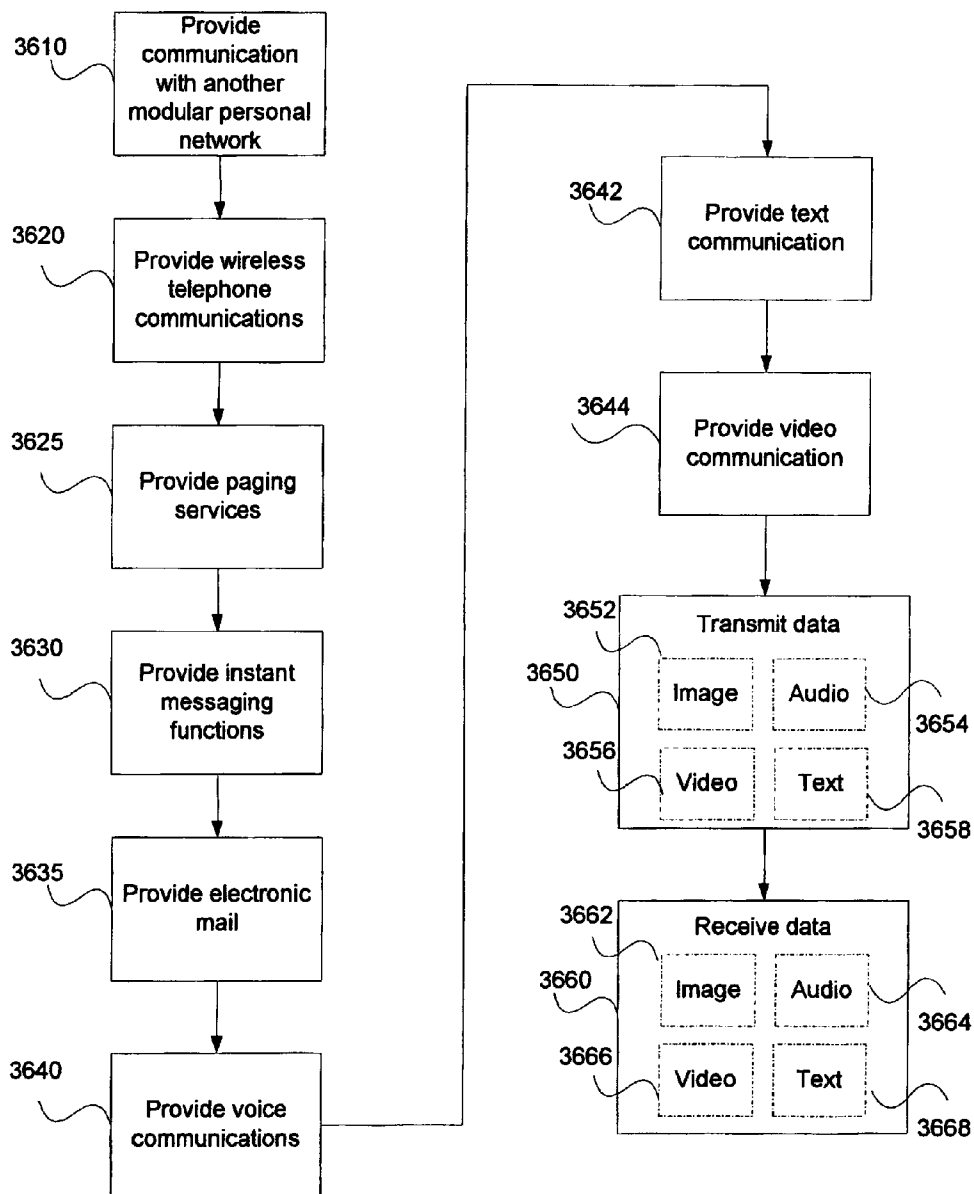 3610
Provide
communication
with another
modular personal
network
3620
Provide wireless
telephone
communications
3625
Provide paging
services
3630
Provide instant
messaging
functions
3635
Provide electronic
mail
3640
Provide voice
communications
3642
Provide text
communication
3644
Provide video
communication
3650
Transmit data
3652
Image
Audio
3654
3656
Video
Text
3658
3660
Receive data
3662
Image
Audio
3664
3666
Video
Text
3668